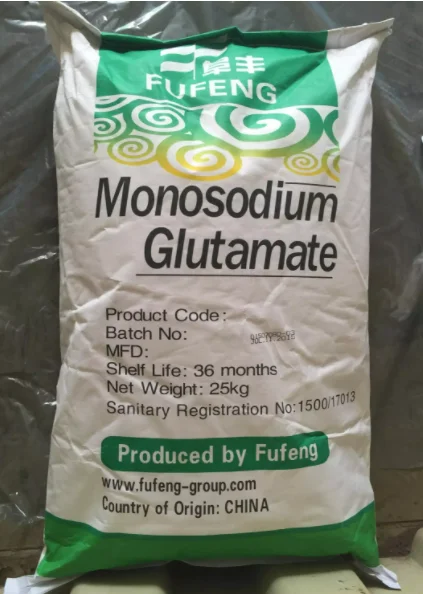 阜丰
FUFENG
Monosodium
Glutamate
Product Code:
Batch No:
MFD:
Shelf Life: 36 months
Net Weight: 25kg
Sanitary Registration No:1500/17013
Produced by Fufeng
www.fufeng-group.com
Country of Origin: CHINA